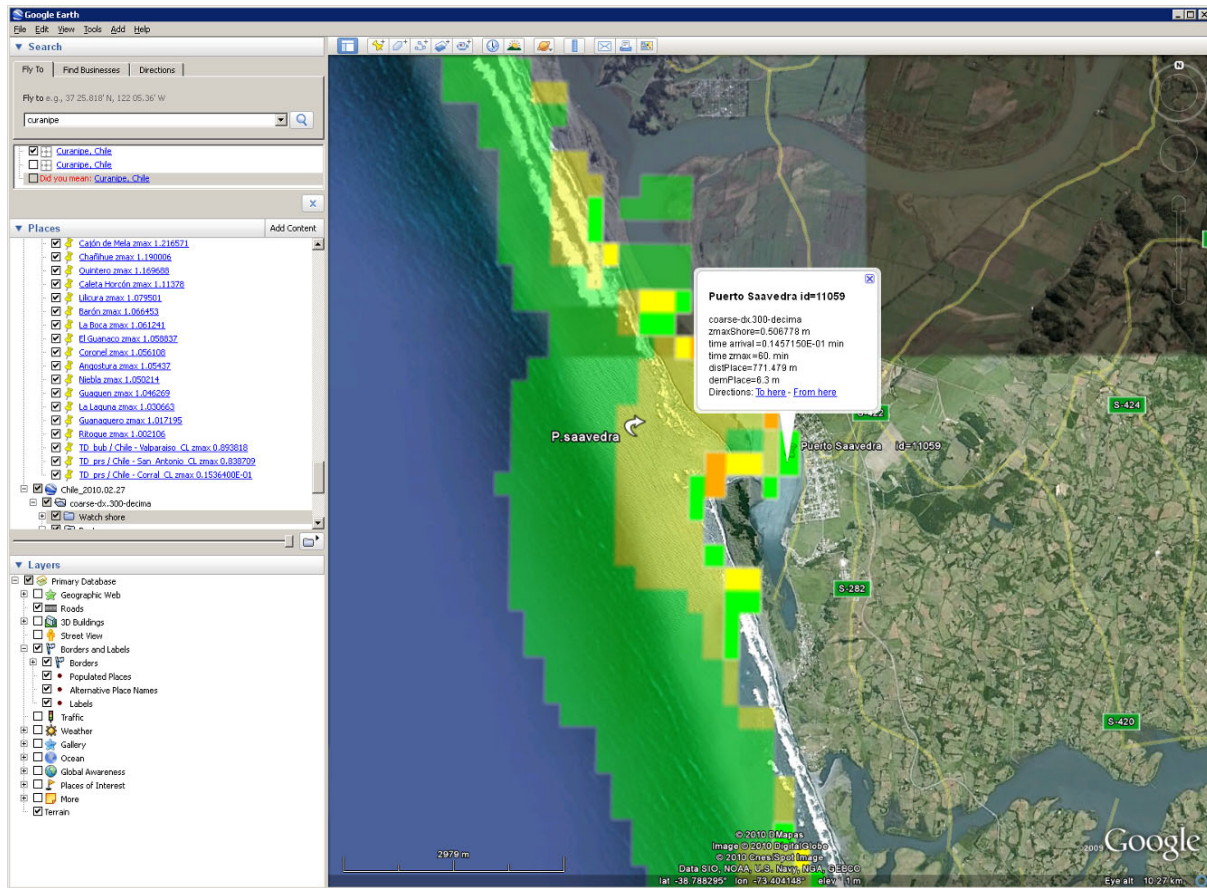 Google Earth
File Edit View Tools Add Help
Search
Fly To Find Businesses Directions
Fly to e.g., 37 25.818' N, 122 05.36' W
curanipe
Curanipe, Chile
Curanipe, Chile
Did you mean: Curanipe, Chile
Places Add Content
Cajón de Mela zmax 1.216571
Chañihue zmax 1.190006
Quintero zmax 1.169688
Caleta Horcón zmax 1.11378
Lilicura zmax 1.079501
Barón zmax 1.066453
La Boca zmax 1.061241
El Guanaco zmax 1.058837
Coronel zmax 1.056108
Angostura zmax 1.05437
Niebla zmax 1.050214
Guaquen zmax 1.046269
La Laguna zmax 1.030663
Guanaquero zmax 1.017195
Ritoque zmax 1.002106
TD_bub / Chile - Valparaiso_CL zmax 0.893818
TD_prs / Chile - San_Antonio_CL zmax 0.838709
TD_prs / Chile - Corral_CL zmax 0.1536400E-01
Chile_2010.02.27
coarse-dx.300-decima
Watch shore
Layers
Primary Database
Geographic Web
Roads
3D Buildings
Street View
Borders and Labels
Borders
Populated Places
Alternative Place Names
Labels
Traffic
Weather
Gallery
Ocean
Global Awareness
Places of Interest
More
Terrain
N
Puerto Saavedra id=11059
coarse-dx.300-decima
zmaxShore=0.506778 m
time arrival =0.1457150E-01 min
time zmax =60. min
distPlace=771.479 m
demPlace=6.3 m
Directions: To here - From here
S-424
P.saavedra
Puerto Saavedra id=11059
S-282
S-420
2979 m
© 2010 DMapas
Image © 2010 DigitalGlobe
© 2010 Cnes/Spot Image
Data SIO, NOAA, U.S. Navy, NGA, GEBCO
©2009 Google
lat -38.788295° lon -73.404148° elev 1 m
Eye alt 10.27 km